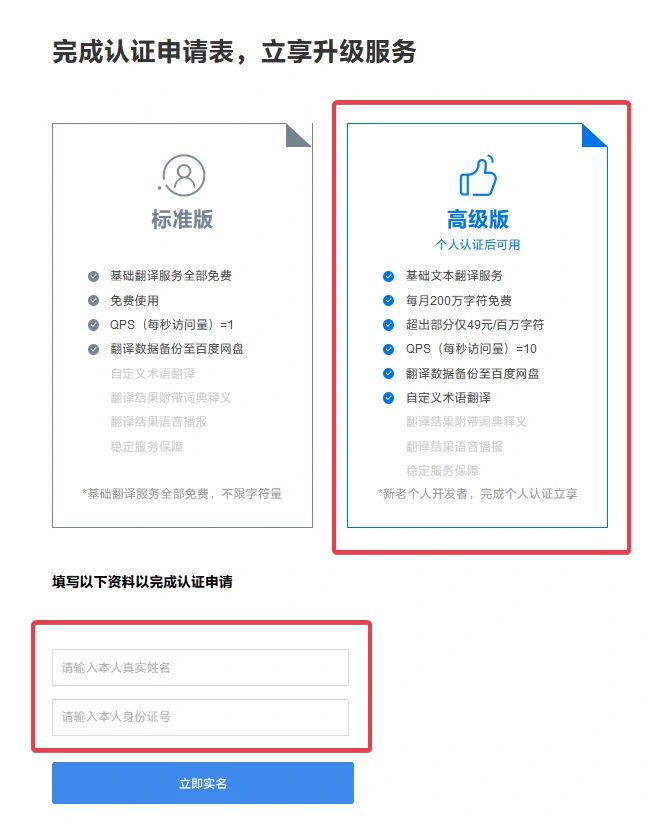 完成认证申请表，立享升级服务
标准版
基础翻译服务全部免费
免费使用
QPS（每秒访问量）=1
翻译数据备份至百度网盘
自定义术语翻译
翻译结果附带词典释义
翻译结果语音播报
稳定服务保障
*基础翻译服务全部免费，不限字符量
高级版
个人认证后可用
基础文本翻译服务
每月200万字符免费
超出部分仅49元/百万字符
QPS（每秒访问量）=10
翻译数据备份至百度网盘
自定义术语翻译
翻译结果附带词典释义
翻译结果语音播报
稳定服务保障
*新老个人开发者，完成个人认证立享
填写以下资料以完成认证申请
请输入本人真实姓名
请输入本人身份证号
立即实名